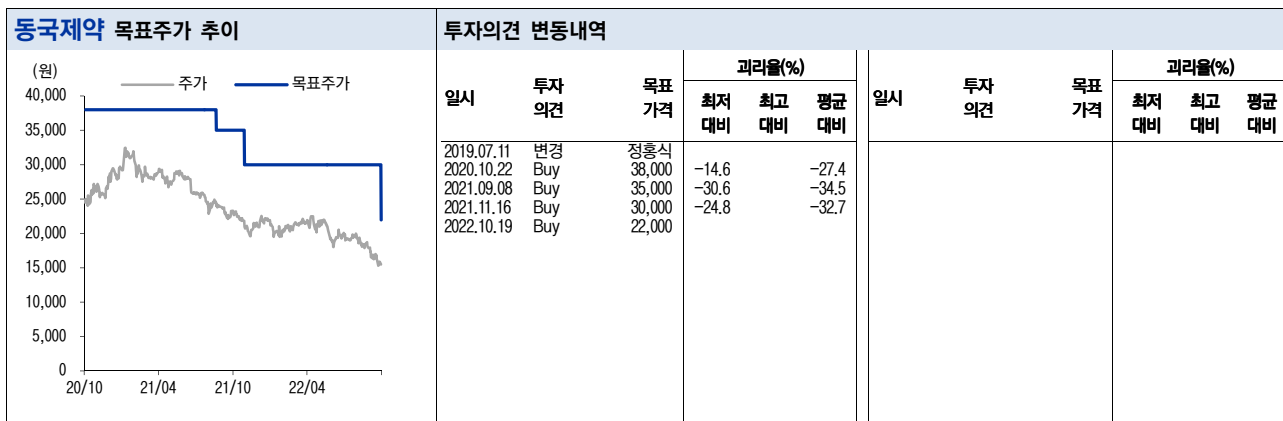 동국제약 목표주가 추이
(원)
주가 목표주가
40,000
35,000
30,000
25,000
20,000
15,000
10,000
5,000
0
20/10 21/04 21/10 22/04
투자의견 변동내역
일시 투자의견 목표가격 괴리율(%)
최저대비 최고대비 평균대비
2019.07.11 변경 정홍식
2020.10.22 Buy 38,000 -14.6 -27.4
2021.09.08 Buy 35,000 -30.6 -34.5
2021.11.16 Buy 30,000 -24.8 -32.7
2022.10.19 Buy 22,000
일시 투자의견 목표가격 괴리율(%)
최저대비 최고대비 평균대비